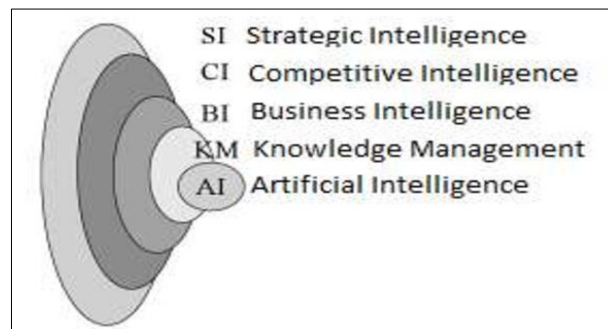 SI Strategic Intelligence
CI Competitive Intelligence
BI Business Intelligence
KM Knowledge Management
AI Artificial Intelligence